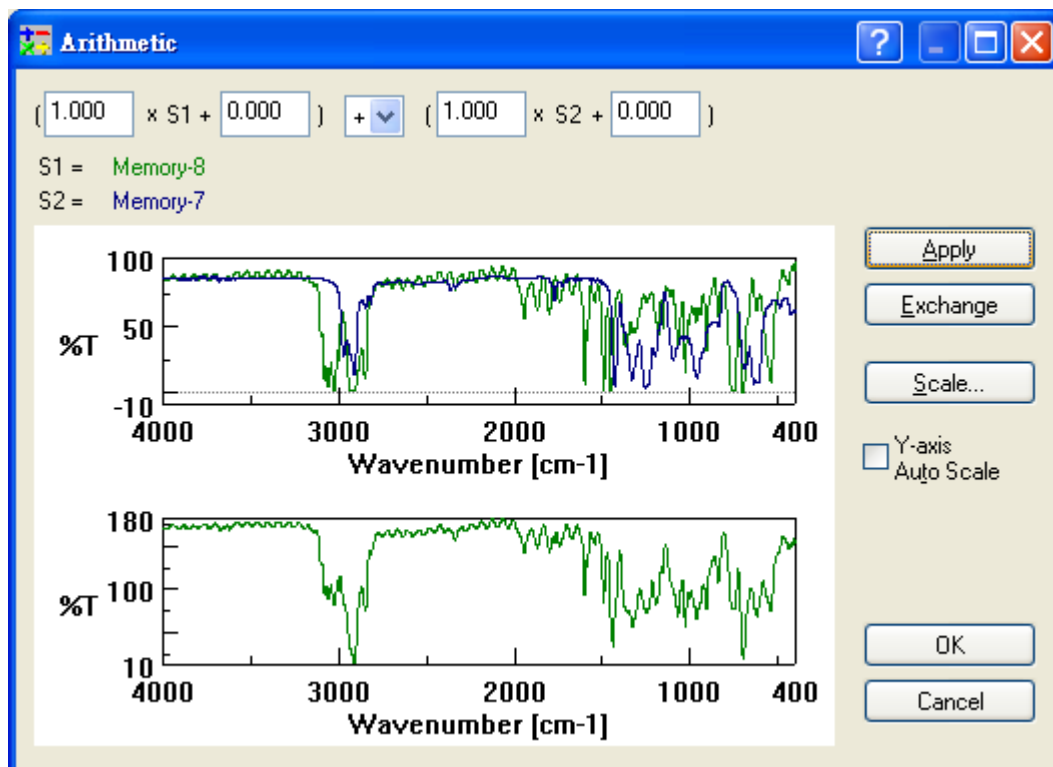 Arithmetic
( 1.000 x S1 + 0.000 ) + ( 1.000 x S2 + 0.000 )
S1 = Memory-8
S2 = Memory-7
100
50
%T
-10
4000 3000 2000 1000 400
Wavenumber [cm-1]
180
100
%T
10
4000 3000 2000 1000 400
Wavenumber [cm-1]
Apply
Exchange
Scale...
Y-axis
Auto Scale
OK
Cancel